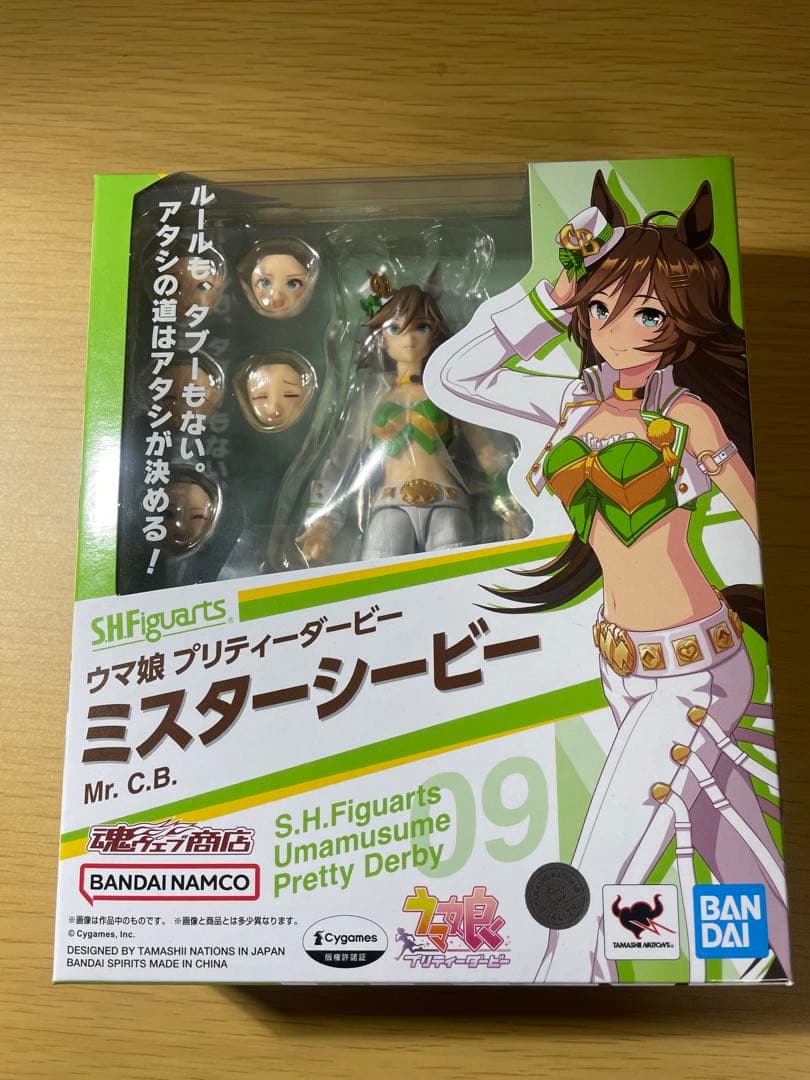 ルールも、タブーもない。
アタシの道はアタシが決める！
S.H.Figuarts®
ウマ娘 プリティーダービー
ミスターシービー
Mr. C.B.
S.H.Figuarts
Umamusume
Pretty Derby
09
魂ウェブ商店
BANDAI NAMCO
※画像は作品中のものです。 ※画像と商品とは多少異なります。
© Cygames, Inc.
DESIGNED BY TAMASHII NATIONS IN JAPAN
BANDAI SPIRITS MADE IN CHINA
Cygames
版権許諾証
ウマ娘
プリティーダービー
TAMASHII NATIONS®
BAN
DAI